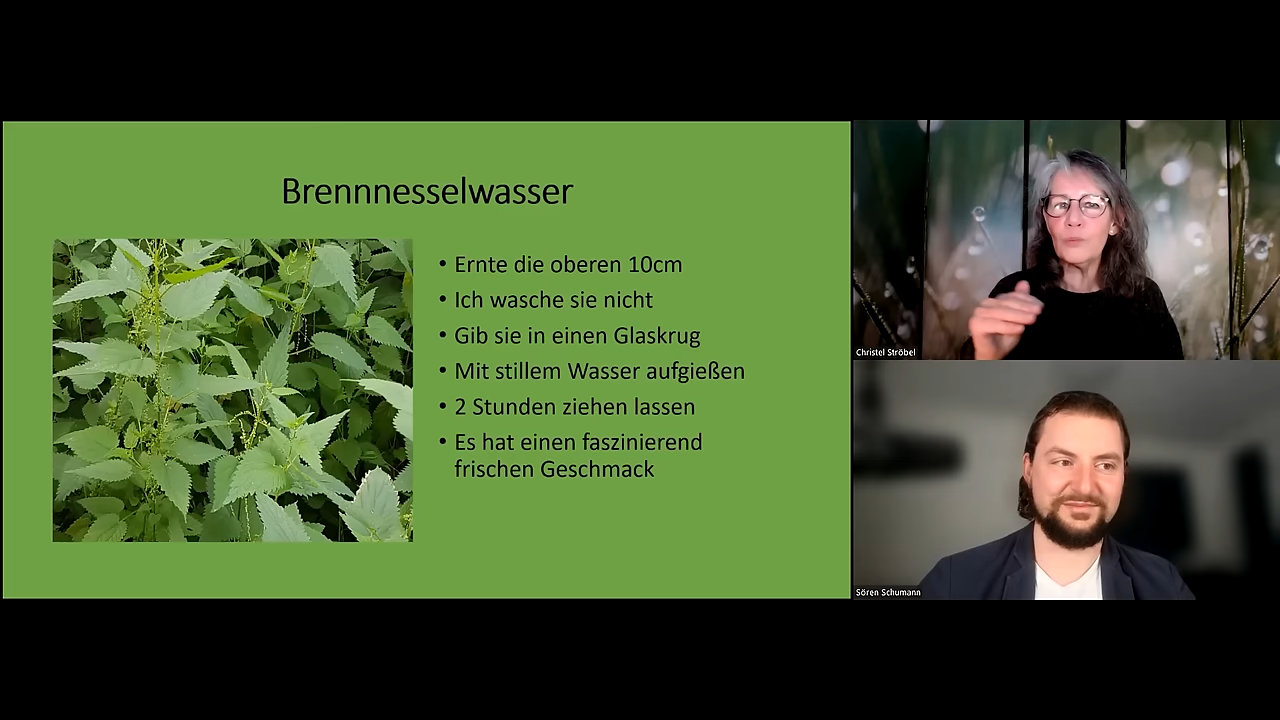 Brennnesselwasser
• Ernte die oberen 10cm
• Ich wasche sie nicht
• Gib sie in einen Glaskrug
• Mit stillem Wasser aufgießen
• 2 Stunden ziehen lassen
• Es hat einen faszinierend
frischen Geschmack
Christel Ströbel
Sören Schumann